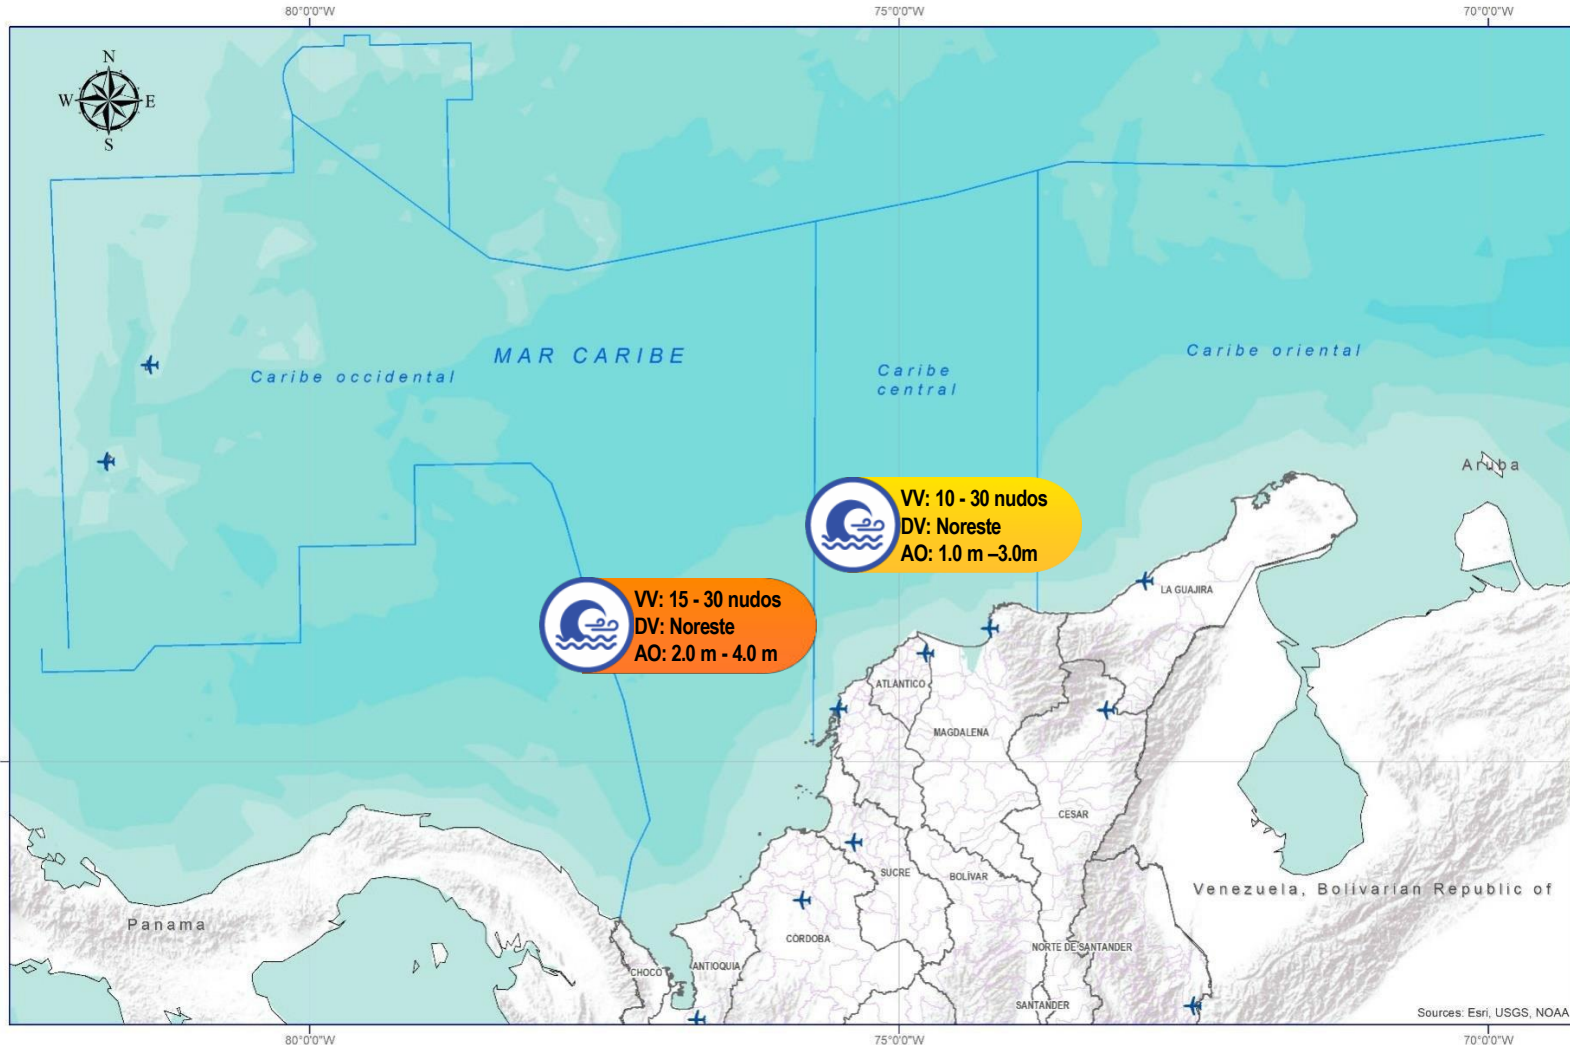 80°0'0"W
75°0'0"W
70°0'0"W
N
W
E
S
MAR CARIBE
Caribe occidental
Caribe
central
Caribe oriental
Aruba
VV: 10 - 30 nudos
DV: Noreste
AO: 1.0 m –3.0m
VV: 15 - 30 nudos
DV: Noreste
AO: 2.0 m - 4.0 m
LA GUAJIRA
ATLÁNTICO
MAGDALENA
CESAR
SUCRE
BOLÍVAR
Venezuela, Bolivarian Republic of
Panama
CÓRDOBA
NORTE DE SANTANDER
CHOCO
ANTIOQUIA
SANTANDER
Sources: Esri, USGS, NOAA
80°0'0"W
75°0'0"W
70°0'0"W